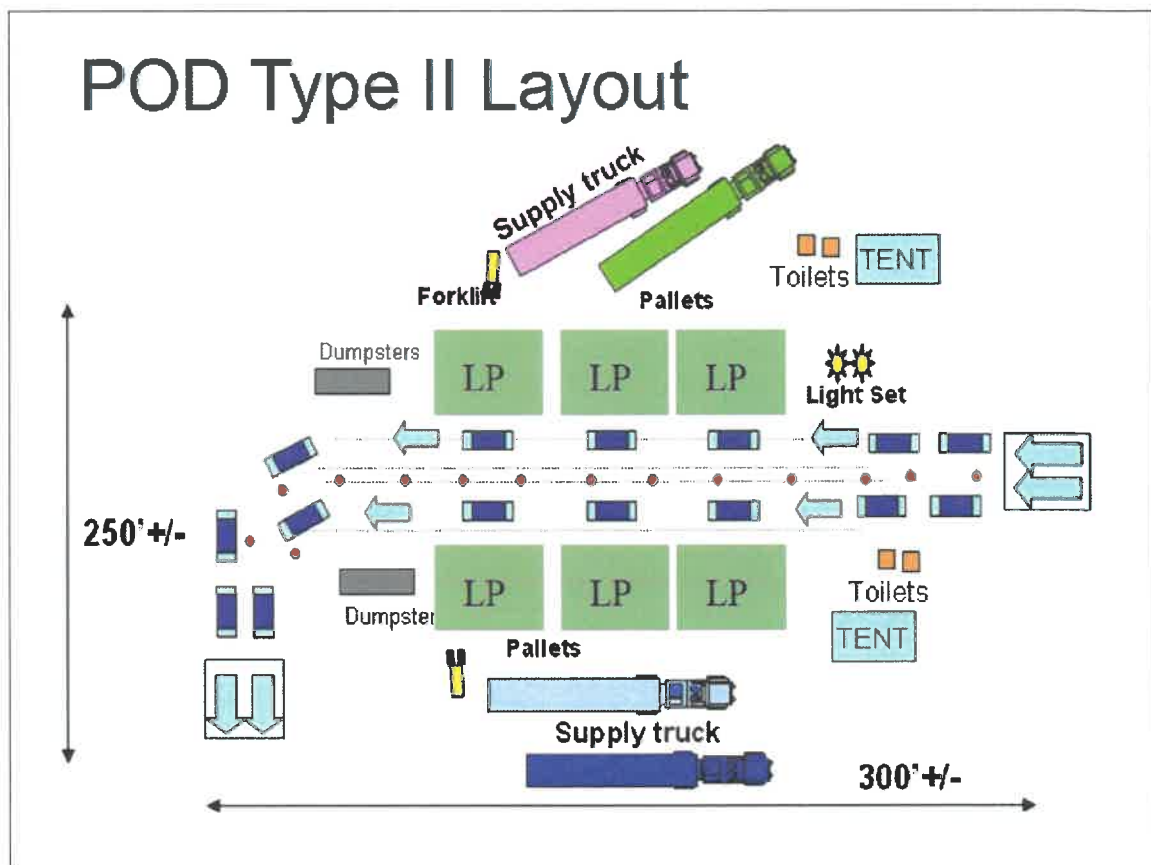 POD Type II Layout
Supply truck
Toilets
TENT
Forklift
Pallets
Dumpsters
LP
LP
LP
Light Set
250'+/-
Toilets
Dumpster
LP
LP
LP
TENT
Pallets
Supply truck
300'+/-